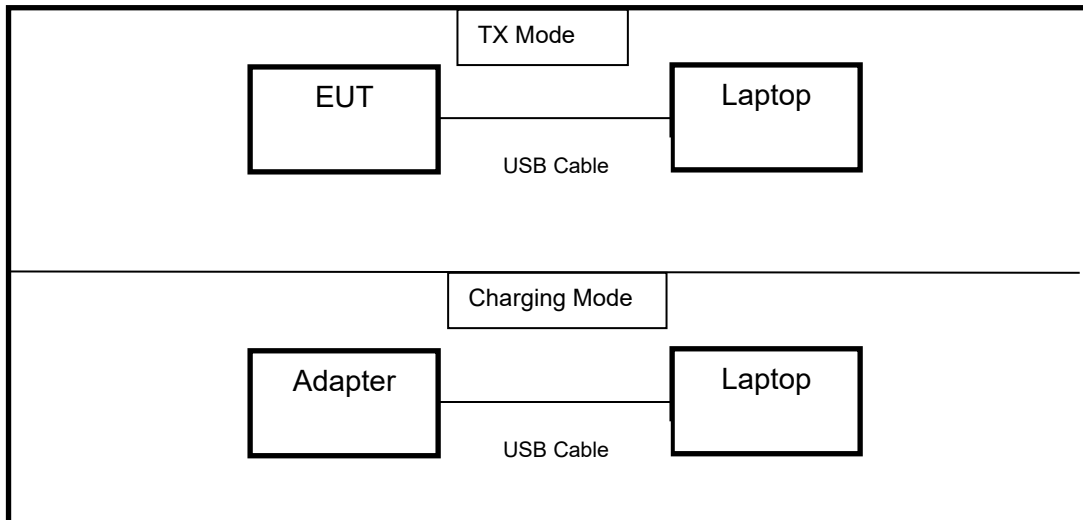 TX Mode
EUT
Laptop
USB Cable
Charging Mode
Adapter
Laptop
USB Cable